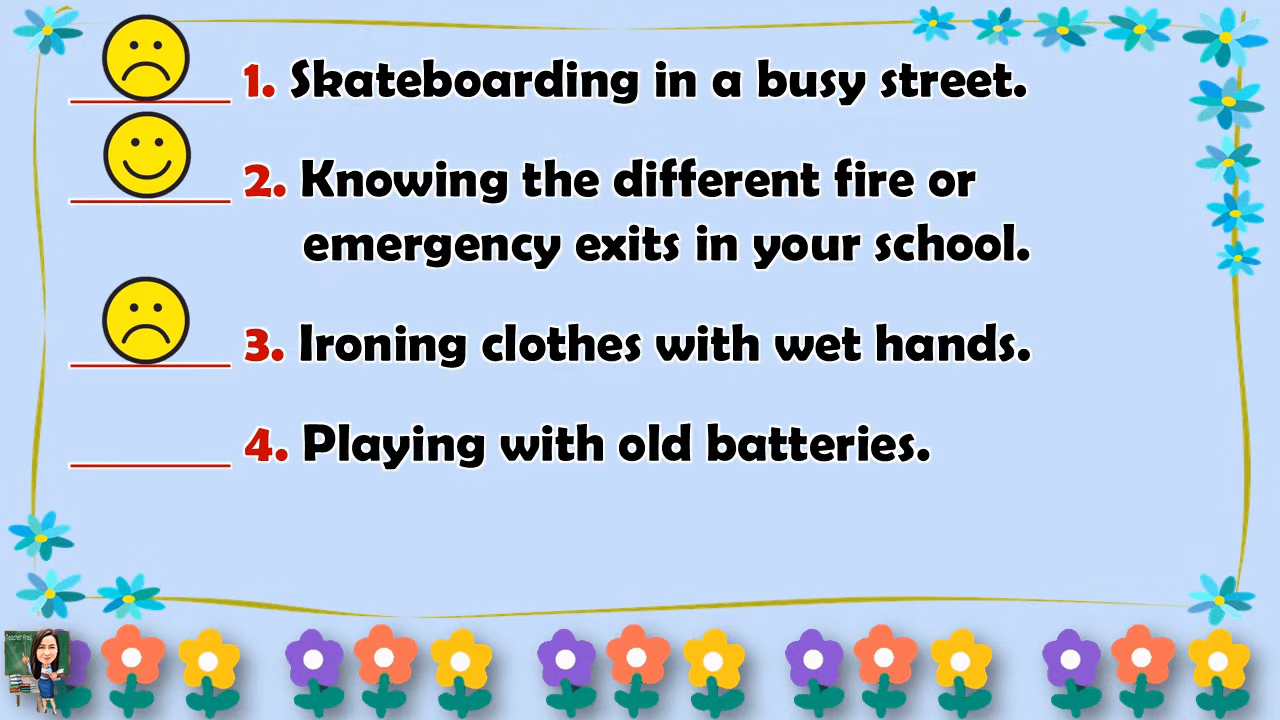 1. Skateboarding in a busy street.
2. Knowing the different fire or
emergency exits in your school.
3. Ironing clothes with wet hands.
4. Playing with old batteries.